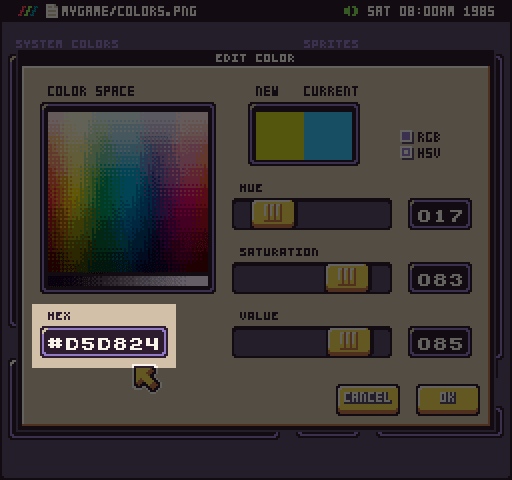 MYGAME/COLORS.PNG SAT 08:00AM 1985
SYSTEM COLORS SPRITES
EDIT COLOR
COLOR SPACE NEW CURRENT
RGB
HSV
HUE
017
SATURATION
083
HEX VALUE
#D5D824 085
CANCEL OK